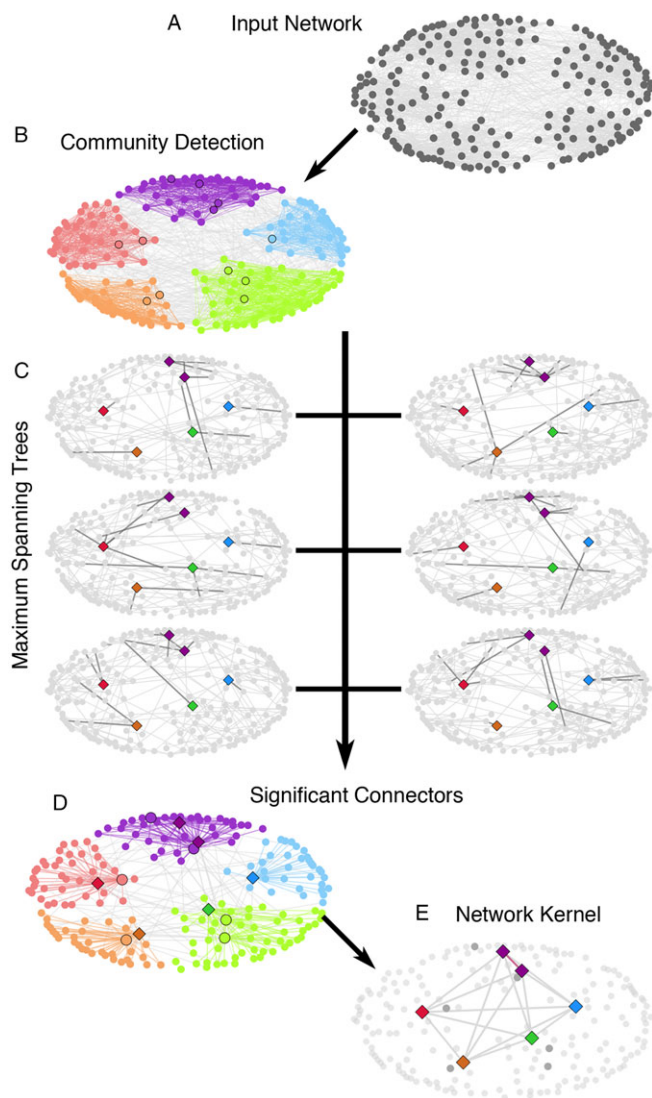 A Input Network
B
Community Detection
C
Maximum Spanning Trees
Significant Connectors
D
E Network Kernel